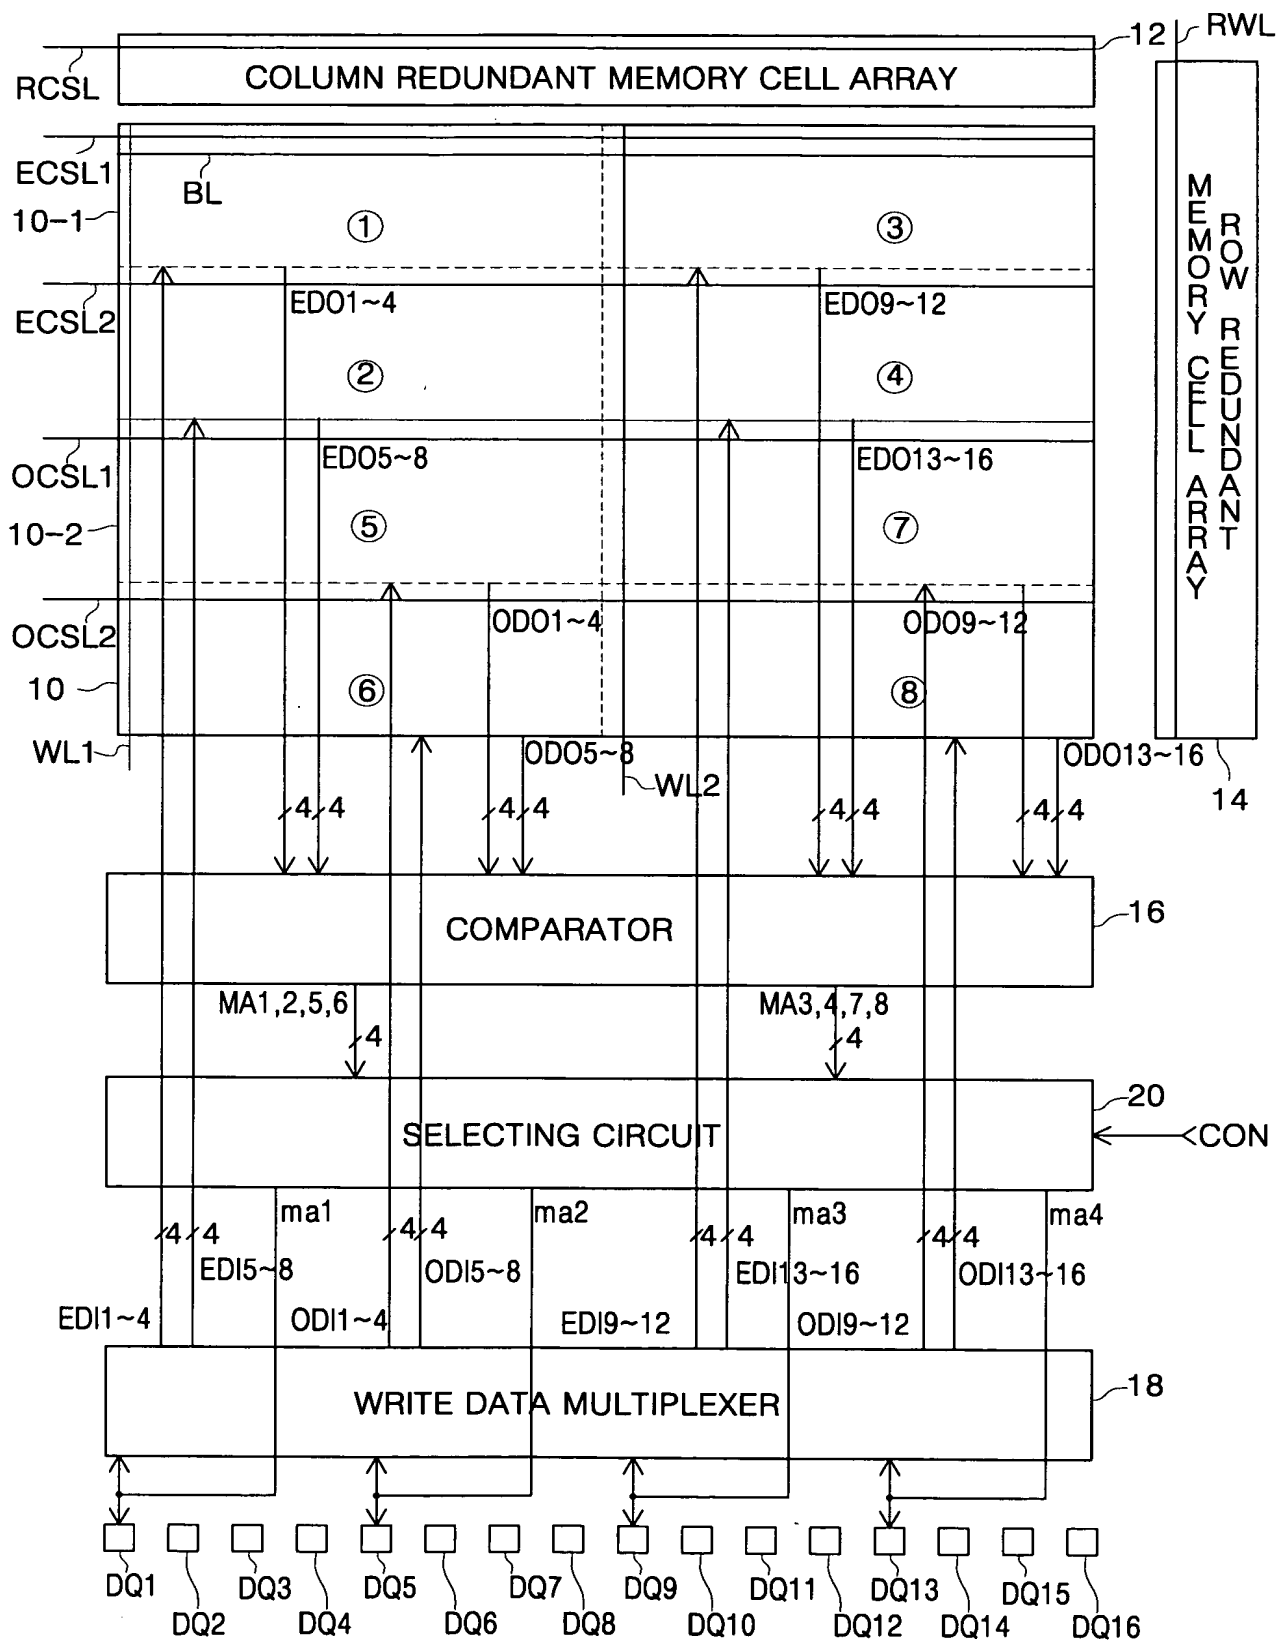 12
RWL
RCSL
COLUMN REDUNDANT MEMORY CELL ARRAY
ROW REDUNDANT
MEMORY CELL ARRAY
ECSL1
BL
10-1
①
③
ECSL2
EDO1~4
EDO9~12
②
④
OCSL1
EDO5~8
EDO13~16
10-2
⑤
⑦
OCSL2
ODO1~4
ODO9~12
10
⑥
⑧
WL1
ODO5~8
WL2
ODO13~16
14
4 4 4 4 4 4 4 4
COMPARATOR
16
MA1,2,5,6
MA3,4,7,8
4 4
20
SELECTING CIRCUIT
CON
ma1 ma2 ma3 ma4
4 4 4 4 4 4 4 4
EDI5~8 ODI5~8 EDI13~16 ODI13~16
EDI1~4 ODI1~4 EDI9~12 ODI9~12
WRITE DATA MULTIPLEXER
18
DQ1 DQ3 DQ5 DQ7 DQ9 DQ11 DQ13 DQ15
DQ2 DQ4 DQ6 DQ8 DQ10 DQ12 DQ14 DQ16